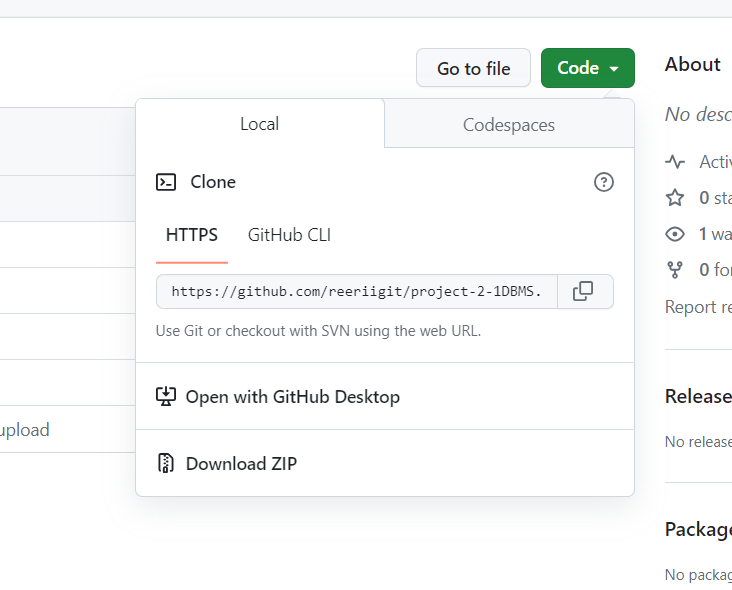 Go to file
Code
About
Local
Codespaces
No desc
Clone
Activ
0 sta
HTTPS
GitHub CLI
1 wa
0 for
https://github.com/reeriigit/project-2-1DBMS.
Report re
Use Git or checkout with SVN using the web URL.
Open with GitHub Desktop
Release
upload
No release
Download ZIP
Package
No packag